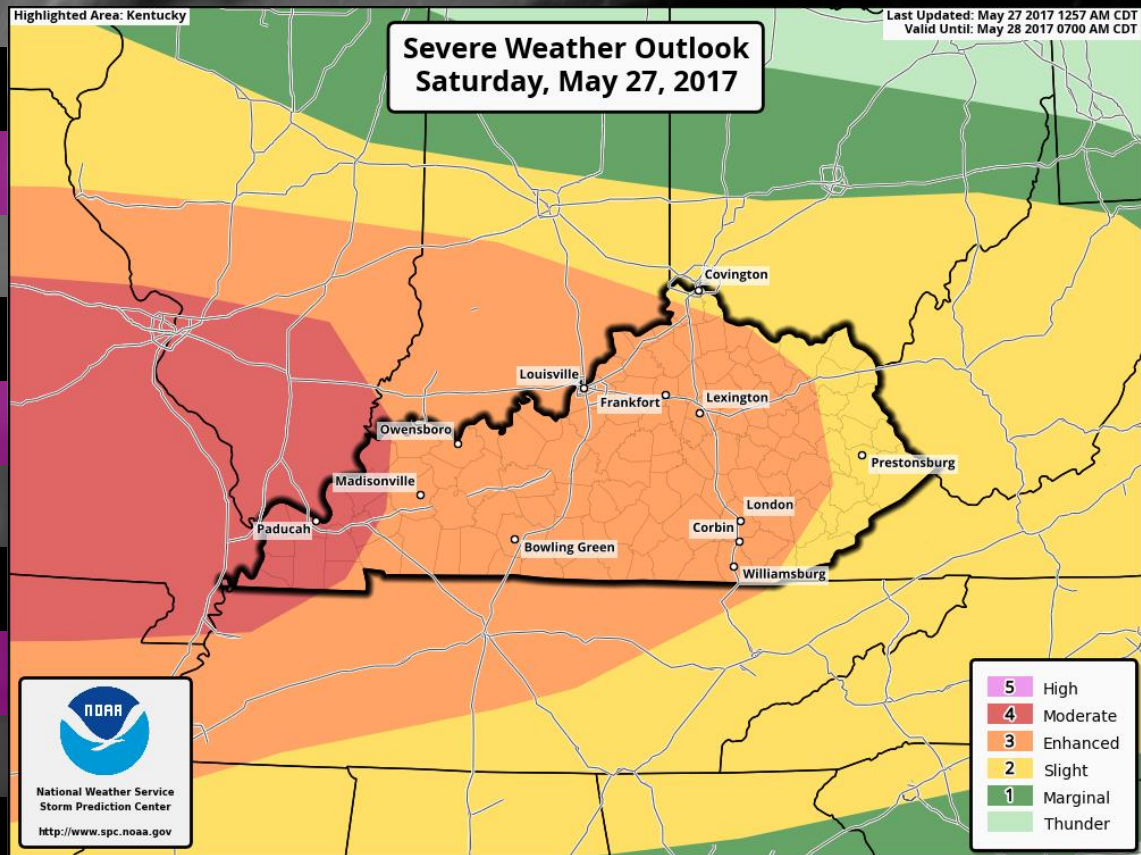 Highlighted Area: Kentucky
Last Updated: May 27 2017 1257 AM CDT
Valid Until: May 28 2017 0700 AM CDT
Severe Weather Outlook
Saturday, May 27, 2017
Covington
Louisville
Frankfort
Lexington
Owensboro
Prestonsburg
Madisonville
London
Paducah
Corbin
Bowling Green
Williamsburg
5 High
4 Moderate
3 Enhanced
2 Slight
1 Marginal
Thunder
NOAA
National Weather Service
Storm Prediction Center
http://www.spc.noaa.gov